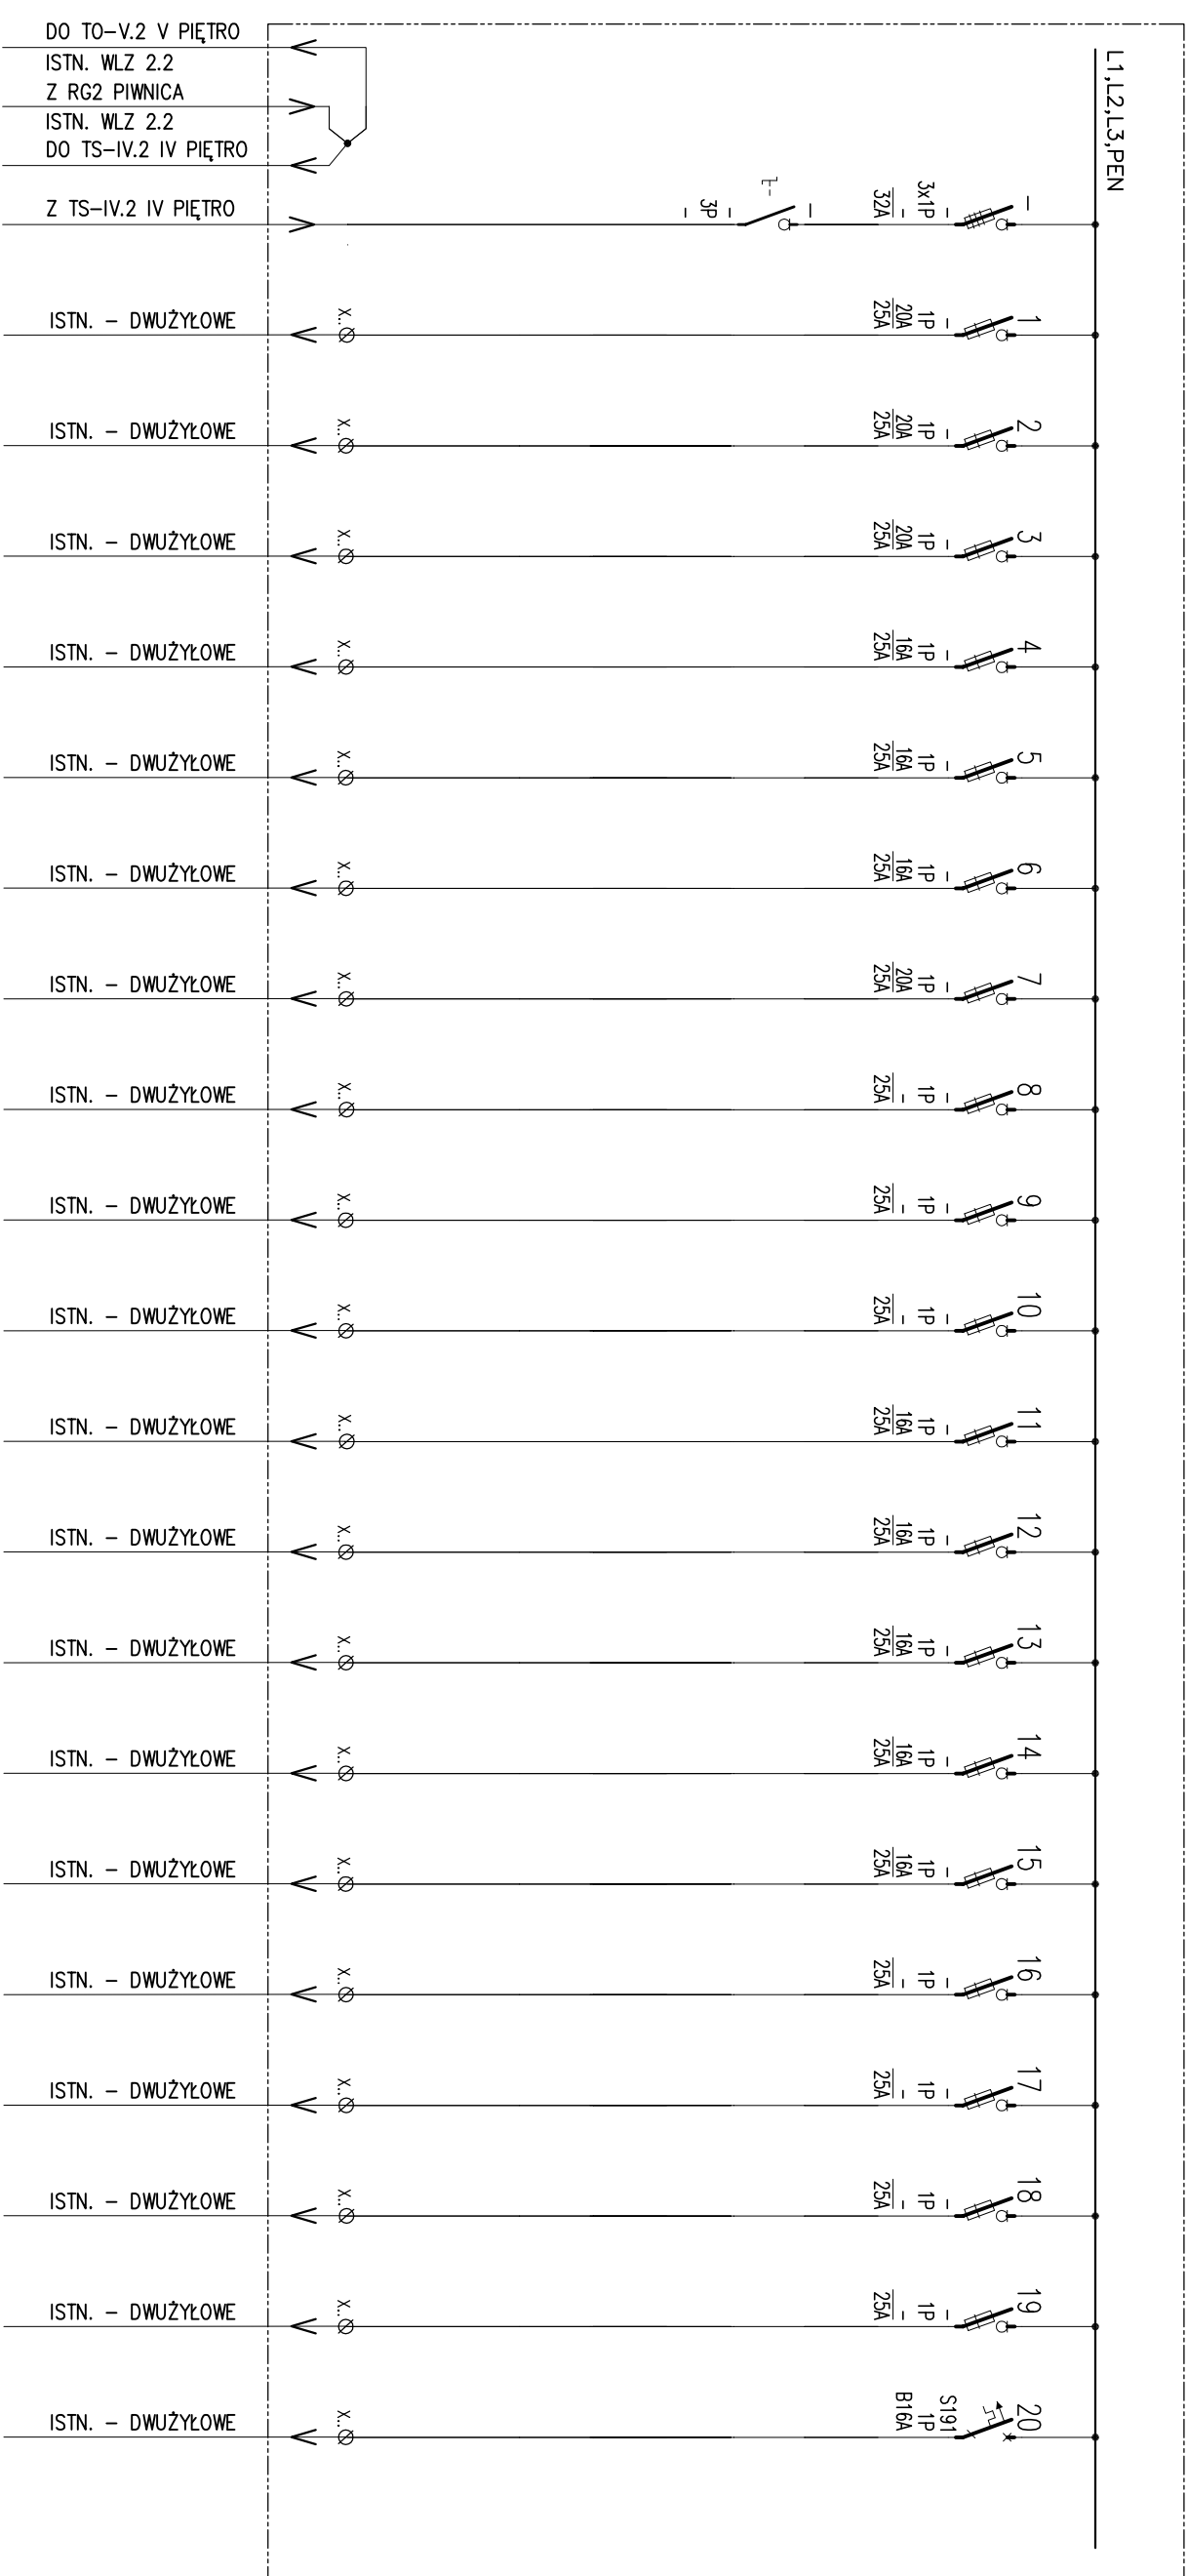 L1,L2,L3,PEN
DO TO-V.2 V PIĘTRO
ISTN. WLZ 2.2
Z RG2 PIWNICA
ISTN. WLZ 2.2
DO TS-IV.2 IV PIĘTRO
Z TS-IV.2 IV PIĘTRO
-
3P
-
-
-
3x1P
-
32A
ISTN. - DWUŻYŁOWE
X..
1
-
1P
20A
25A
ISTN. - DWUŻYŁOWE
X..
2
-
1P
20A
25A
ISTN. - DWUŻYŁOWE
X..
3
-
1P
20A
25A
ISTN. - DWUŻYŁOWE
X..
4
-
1P
16A
25A
ISTN. - DWUŻYŁOWE
X..
5
-
1P
16A
25A
ISTN. - DWUŻYŁOWE
X..
6
-
1P
16A
25A
ISTN. - DWUŻYŁOWE
X..
7
-
1P
20A
25A
ISTN. - DWUŻYŁOWE
X..
8
-
1P
-
25A
ISTN. - DWUŻYŁOWE
X..
9
-
1P
-
25A
ISTN. - DWUŻYŁOWE
X..
10
-
1P
-
25A
ISTN. - DWUŻYŁOWE
X..
11
-
1P
16A
25A
ISTN. - DWUŻYŁOWE
X..
12
-
1P
16A
25A
ISTN. - DWUŻYŁOWE
X..
13
-
1P
16A
25A
ISTN. - DWUŻYŁOWE
X..
14
-
1P
16A
25A
ISTN. - DWUŻYŁOWE
X..
15
-
1P
16A
25A
ISTN. - DWUŻYŁOWE
X..
16
-
1P
-
25A
ISTN. - DWUŻYŁOWE
X..
17
-
1P
-
25A
ISTN. - DWUŻYŁOWE
X..
18
-
1P
-
25A
ISTN. - DWUŻYŁOWE
X..
19
-
1P
-
25A
ISTN. - DWUŻYŁOWE
X..
20
S191
1P
B16A